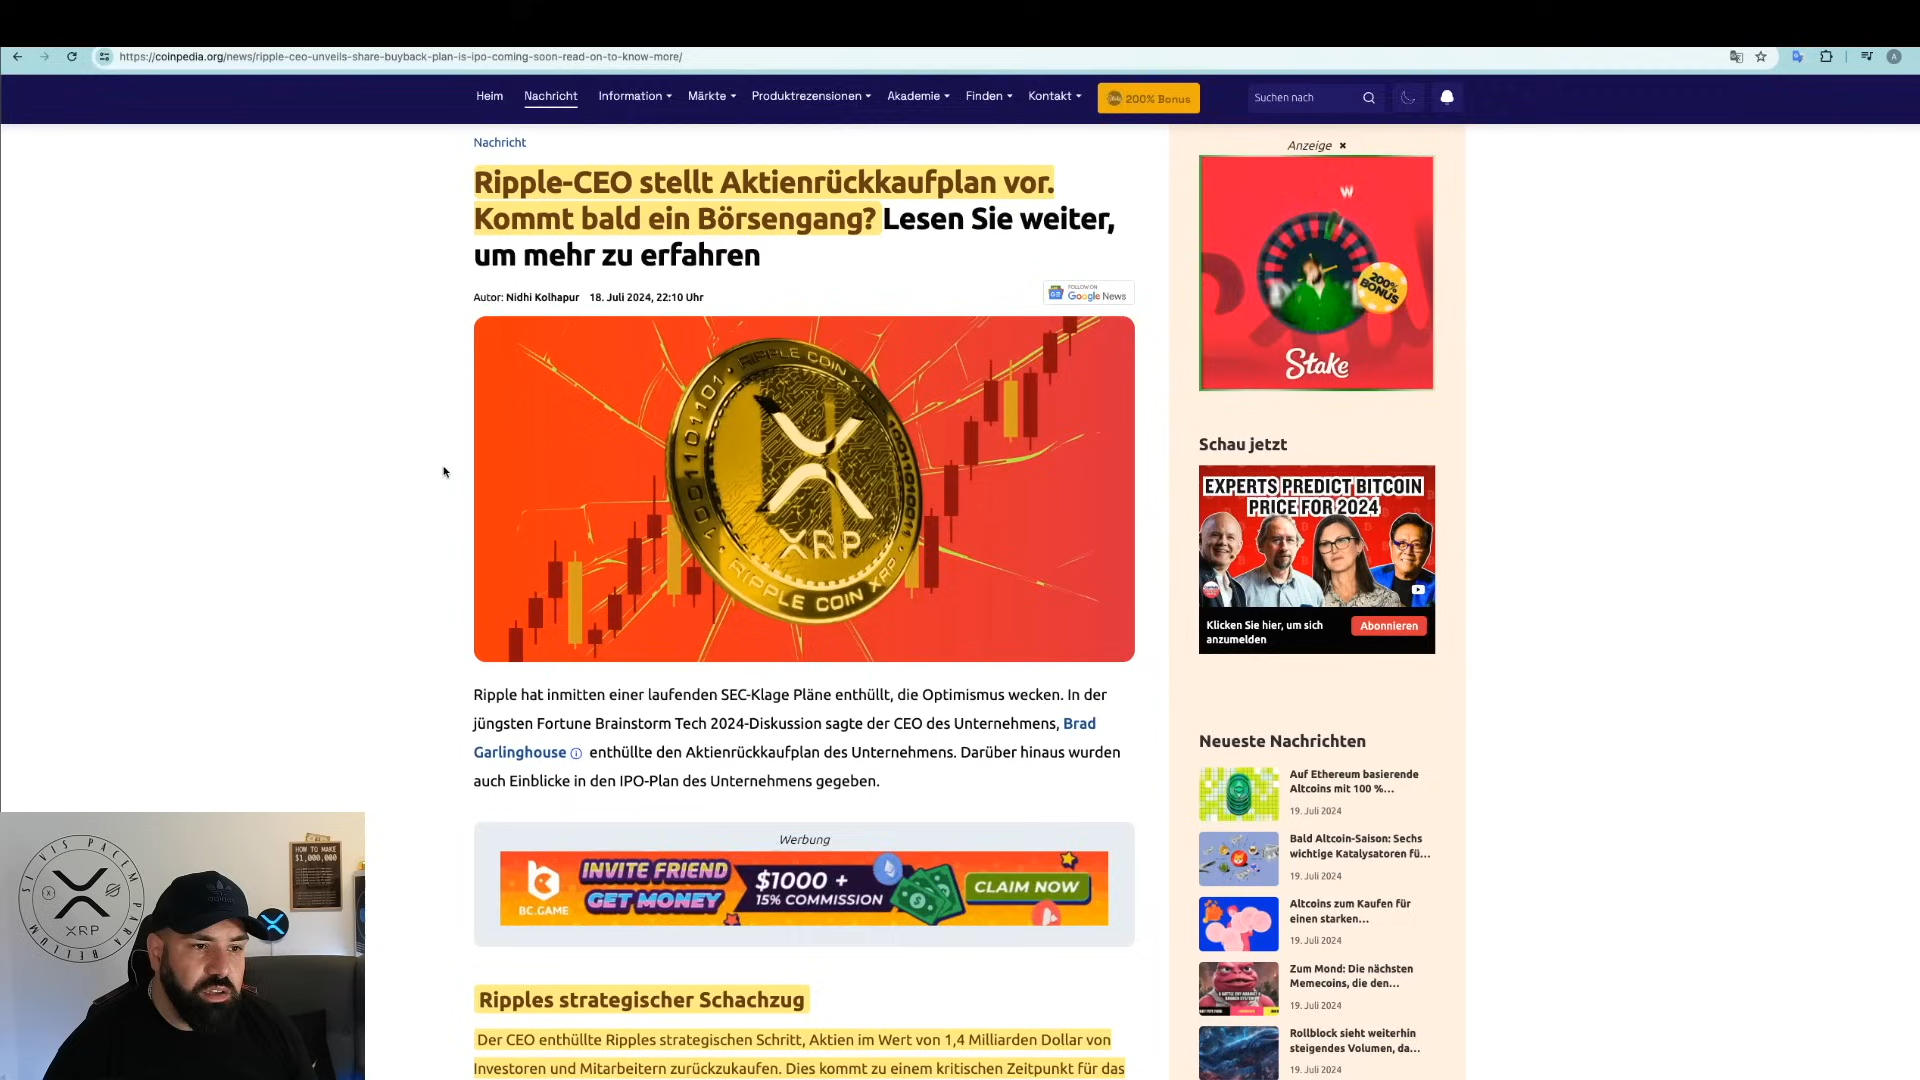 https://coinpedia.org/news/ripple-ceo-unveils-share-buyback-plan-is-ipo-coming-soon-read-on-to-know-more/
A
Heim
Nachricht
Information
Märkte
Produktrezensionen
Akademie
Finden
Kontakt
200% Bonus
Suchen nach
Nachricht
Ripple-CEO stellt Aktienrückkaufplan vor.
Kommt bald ein Börsengang? Lesen Sie weiter,
um mehr zu erfahren
Autor: Nidhi Kolhapur 18. Juli 2024, 22:10 Uhr
FOLLOW ON
Google News
RIPPLE COIN XRP
XRP
RIPPLE COIN XRP
Ripple hat inmitten einer laufenden SEC-Klage Pläne enthüllt, die Optimismus wecken. In der
jüngsten Fortune Brainstorm Tech 2024-Diskussion sagte der CEO des Unternehmens, Brad
Garlinghouse enthüllte den Aktienrückkaufplan des Unternehmens. Darüber hinaus wurden
auch Einblicke in den IPO-Plan des Unternehmens gegeben.
Werbung
BC.GAME
INVITE FRIEND
GET MONEY
$1000 +
15% COMMISSION
CLAIM NOW
Ripples strategischer Schachzug
Der CEO enthüllte Ripples strategischen Schritt, Aktien im Wert von 1,4 Milliarden Dollar von
Investoren und Mitarbeitern zurückzukaufen. Dies kommt zu einem kritischen Zeitpunkt für das
Anzeige ×
W
200%
BONUS
Stake
Schau jetzt
EXPERTS PREDICT BITCOIN
PRICE FOR 2024
Klicken Sie hier, um sich
anzumelden
Abonnieren
Neueste Nachrichten
Auf Ethereum basierende
Altcoins mit 100 %...
19. Juli 2024
Bald Altcoin-Saison: Sechs
wichtige Katalysatoren fü...
19. Juli 2024
Altcoins zum Kaufen für
einen starken...
19. Juli 2024
Zum Mond: Die nächsten
Memecoins, die den...
19. Juli 2024
Rollblock sieht weiterhin
steigendes Volumen, da...
19. Juli 2024
SI VIS PACEM PARA BELLUM
XRP
HOW TO MAKE
$1,000,000
adidas